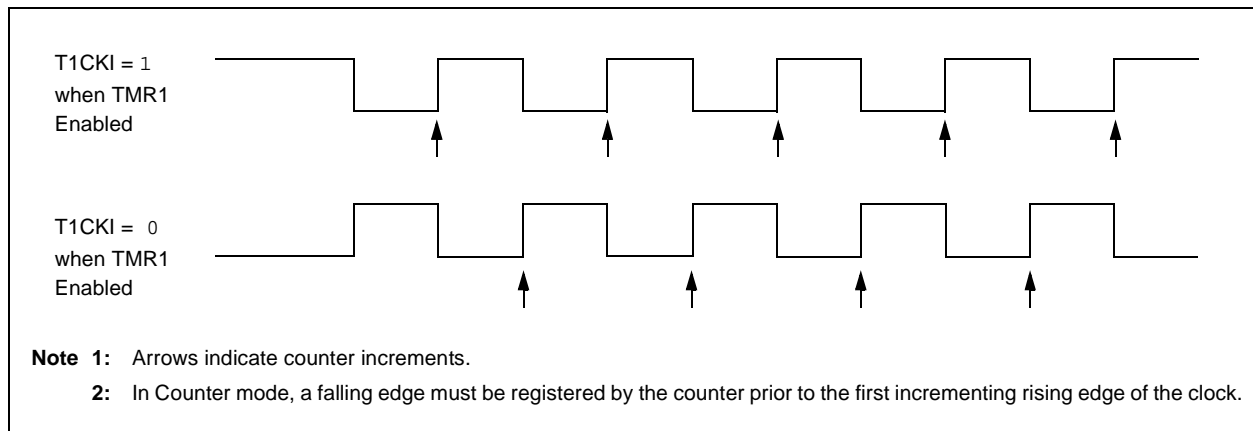 T1CKI = 1
when TMR1
Enabled
T1CKI = 0
when TMR1
Enabled
Note 1: Arrows indicate counter increments.
2: In Counter mode, a falling edge must be registered by the counter prior to the first incrementing rising edge of the clock.